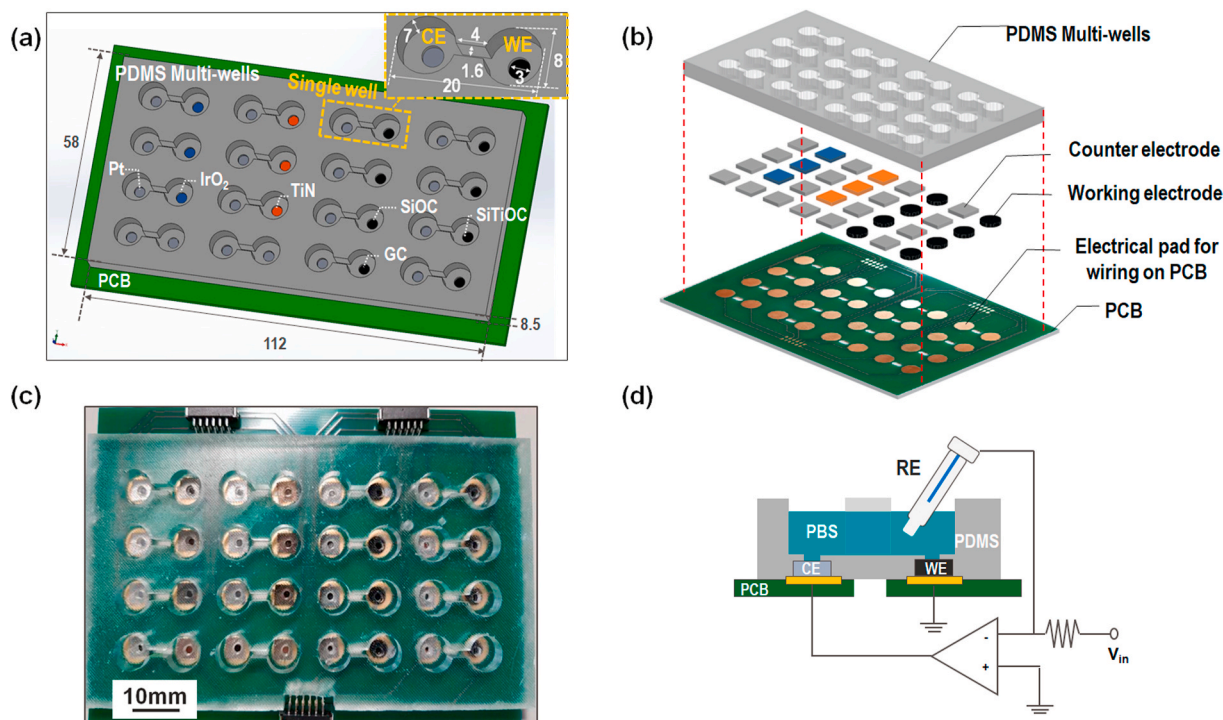 (a)
PDMS Multi-wells
Single well
CE
WE
7
4
1.6
20
3
8
58
Pt
IrO₂
TiN
SiOC
SiTiOC
GC
PCB
112
8.5
(b)
PDMS Multi-wells
Counter electrode
Working electrode
Electrical pad for
wiring on PCB
PCB
(c)
10mm
(d)
RE
PBS
PDMS
CE
WE
PCB
-
+
Vin